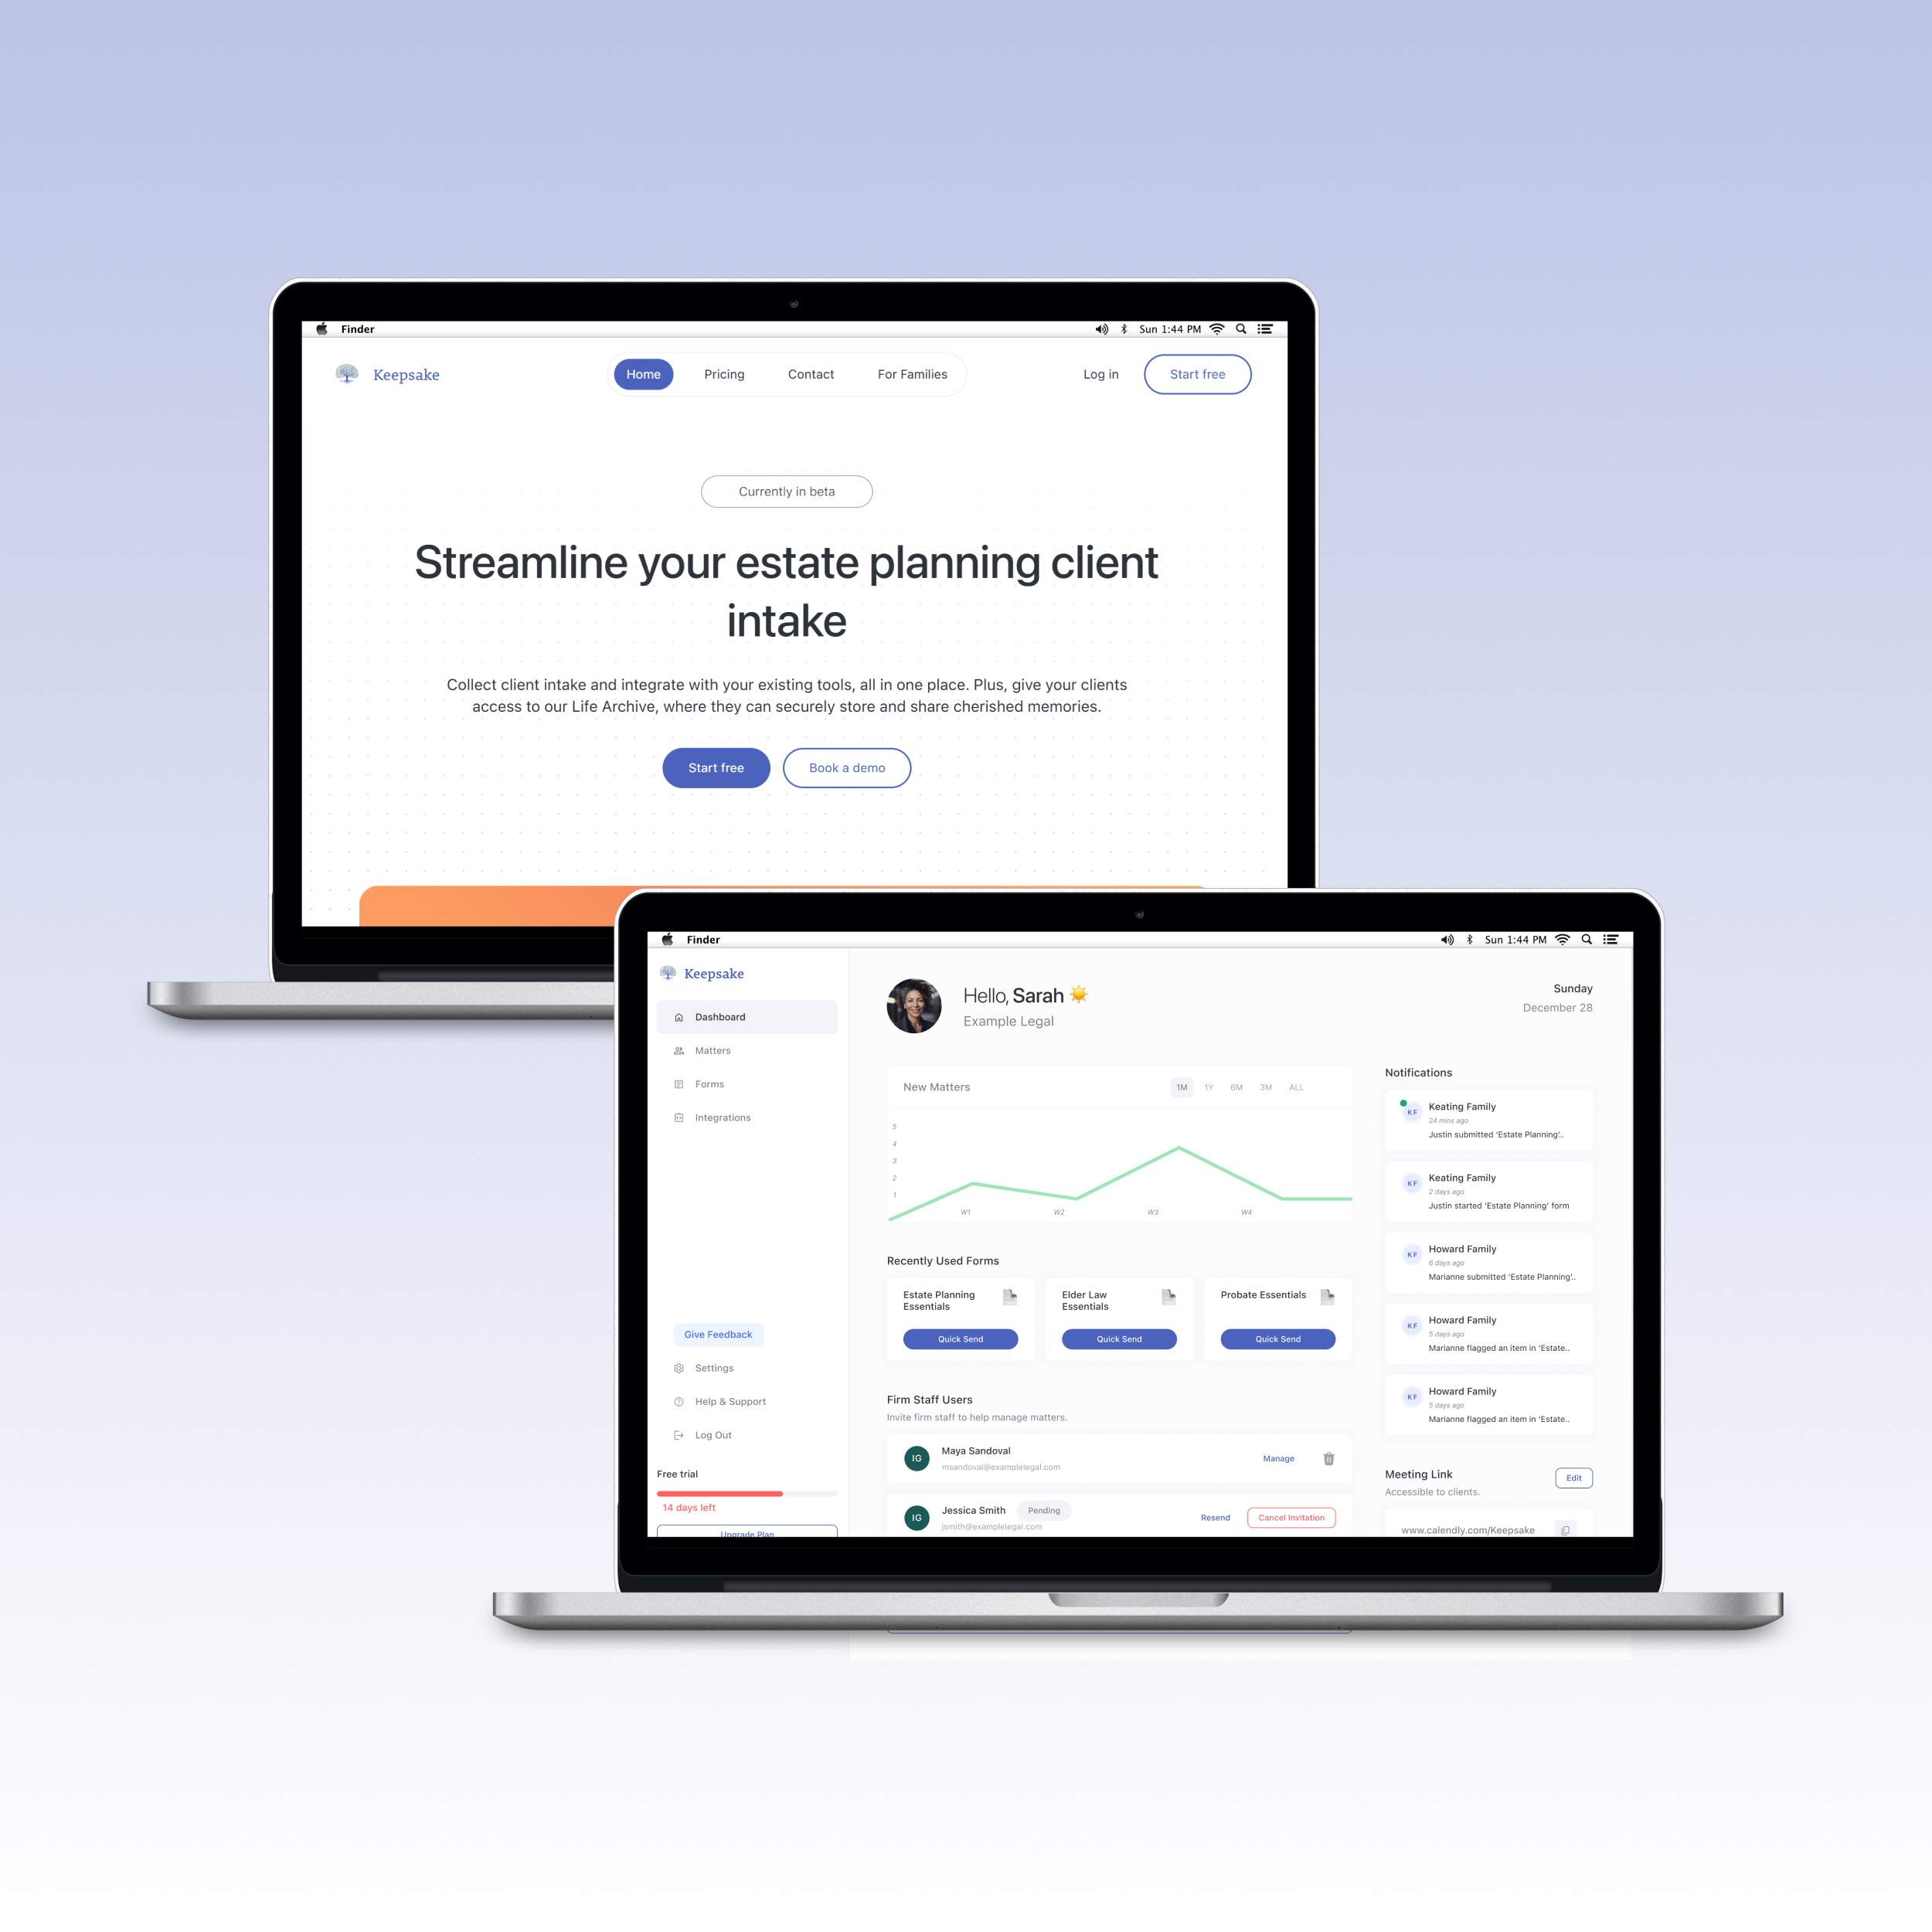 Finder
Sun 1:44 PM
Keepsake
Home
Pricing
Contact
For Families
Log in
Start free
Currently in beta
Streamline your estate planning client
intake
Collect client intake and integrate with your existing tools, all in one place. Plus, give your clients
access to our Life Archive, where they can securely store and share cherished memories.
Start free
Book a demo
Finder
Sun 1:44 PM
Keepsake
Dashboard
Matters
Forms
Integrations
Give Feedback
Settings
Help & Support
Log Out
Free trial
14 days left
Upgrade Plan
Hello, Sarah
Example Legal
Sunday
December 28
New Matters
1M
1Y
6M
3M
ALL
5
4
3
2
1
W1
W2
W3
W4
Recently Used Forms
Estate Planning
Essentials
Quick Send
Elder Law
Essentials
Quick Send
Probate Essentials
Quick Send
Firm Staff Users
Invite firm staff to help manage matters.
IG
Maya Sandoval
msandoval@examplelegal.com
Manage
IG
Jessica Smith
Pending
jsmith@examplelegal.com
Resend
Cancel Invitation
Notifications
KF
Keating Family
24 mins ago
Justin submitted ‘Estate Planning’..
KF
Keating Family
2 days ago
Justin started ‘Estate Planning’ form
KF
Howard Family
6 days ago
Marianne submitted ‘Estate Planning’..
KF
Howard Family
5 days ago
Marianne flagged an item in ‘Estate..
KF
Howard Family
5 days ago
Marianne flagged an item in ‘Estate..
Meeting Link
Edit
Accessible to clients.
www.calendly.com/Keepsake